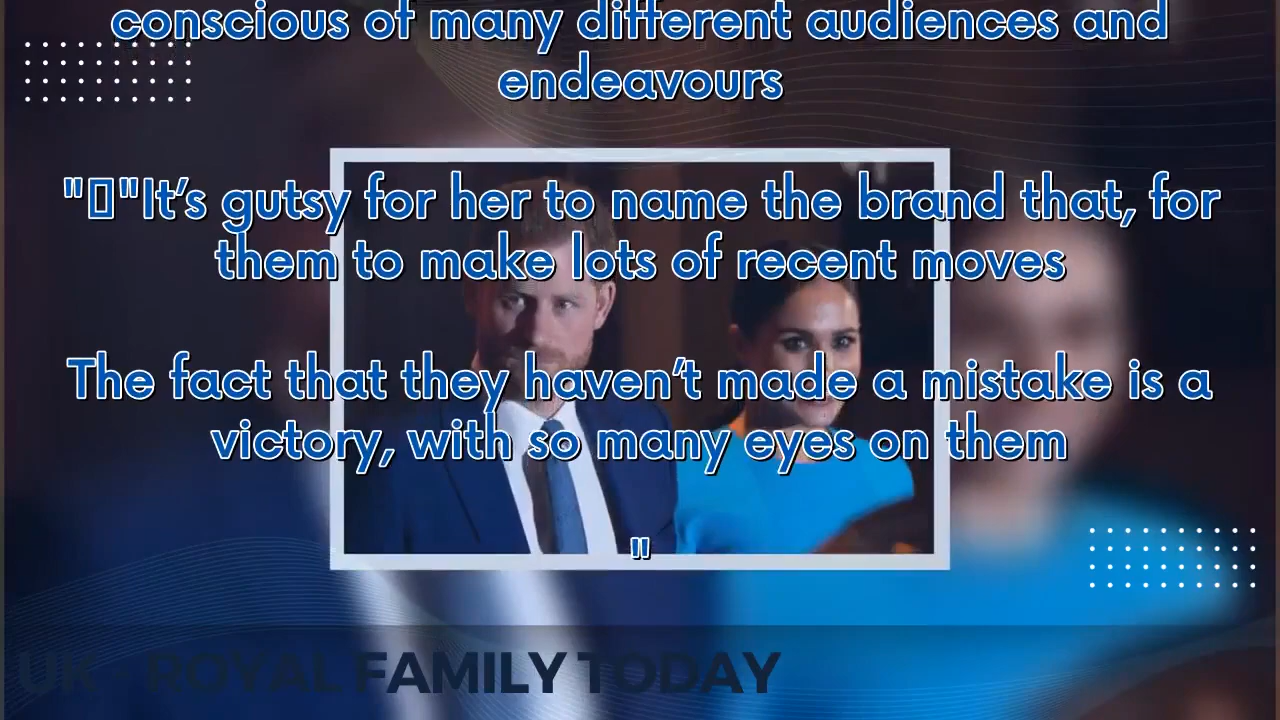 conscious of many different audiences and
endeavours
"▯"It’s gutsy for her to name the brand that, for
them to make lots of recent moves
The fact that they haven’t made a mistake is a
victory, with so many eyes on them
"
UK - ROYAL FAMILY TODAY